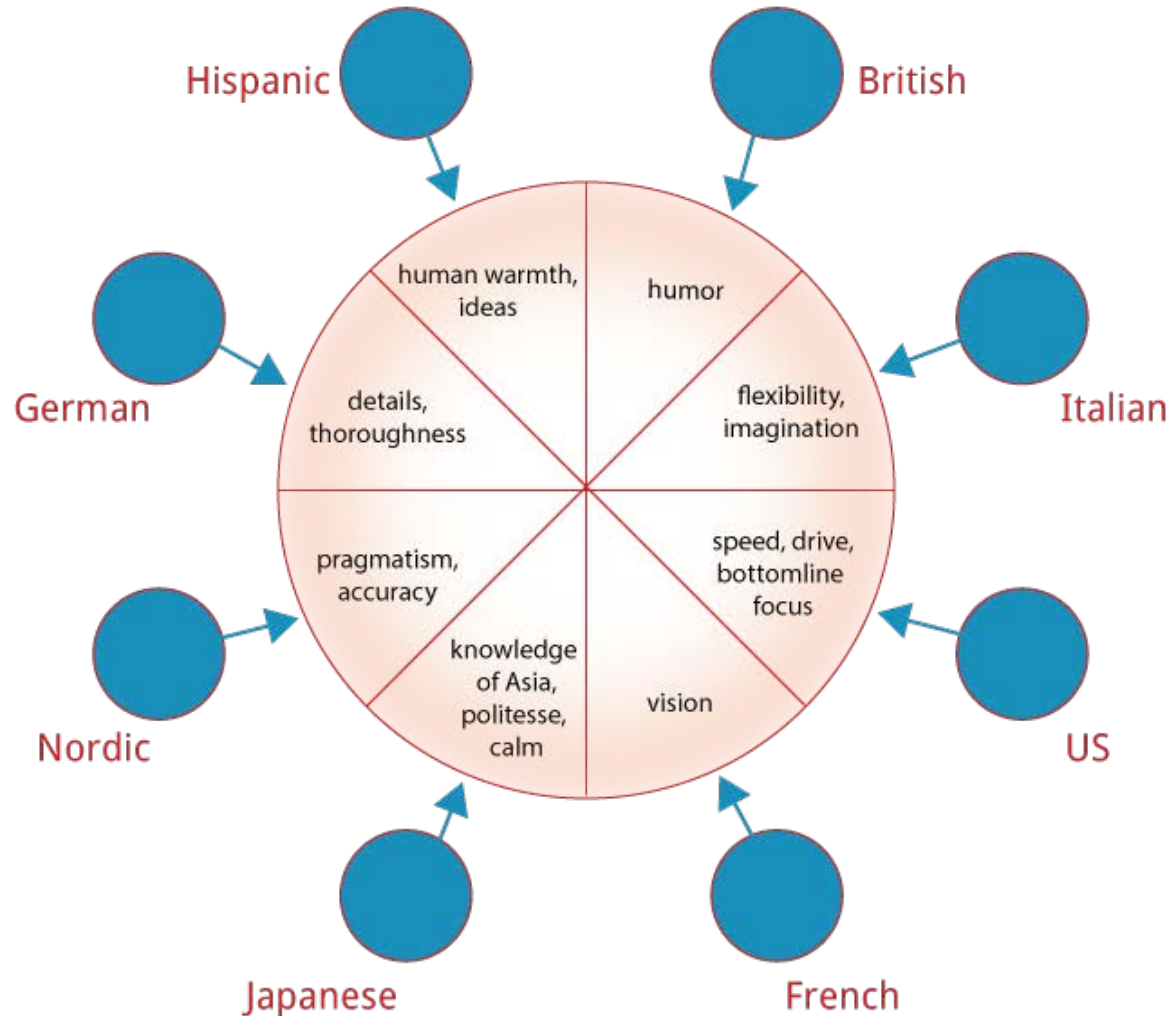 Hispanic
British
human warmth,
ideas
humor
German
details,
thoroughness
flexibility,
imagination
Italian
pragmatism,
accuracy
speed, drive,
bottomline
focus
Nordic
knowledge
of Asia,
politesse,
calm
vision
US
Japanese
French